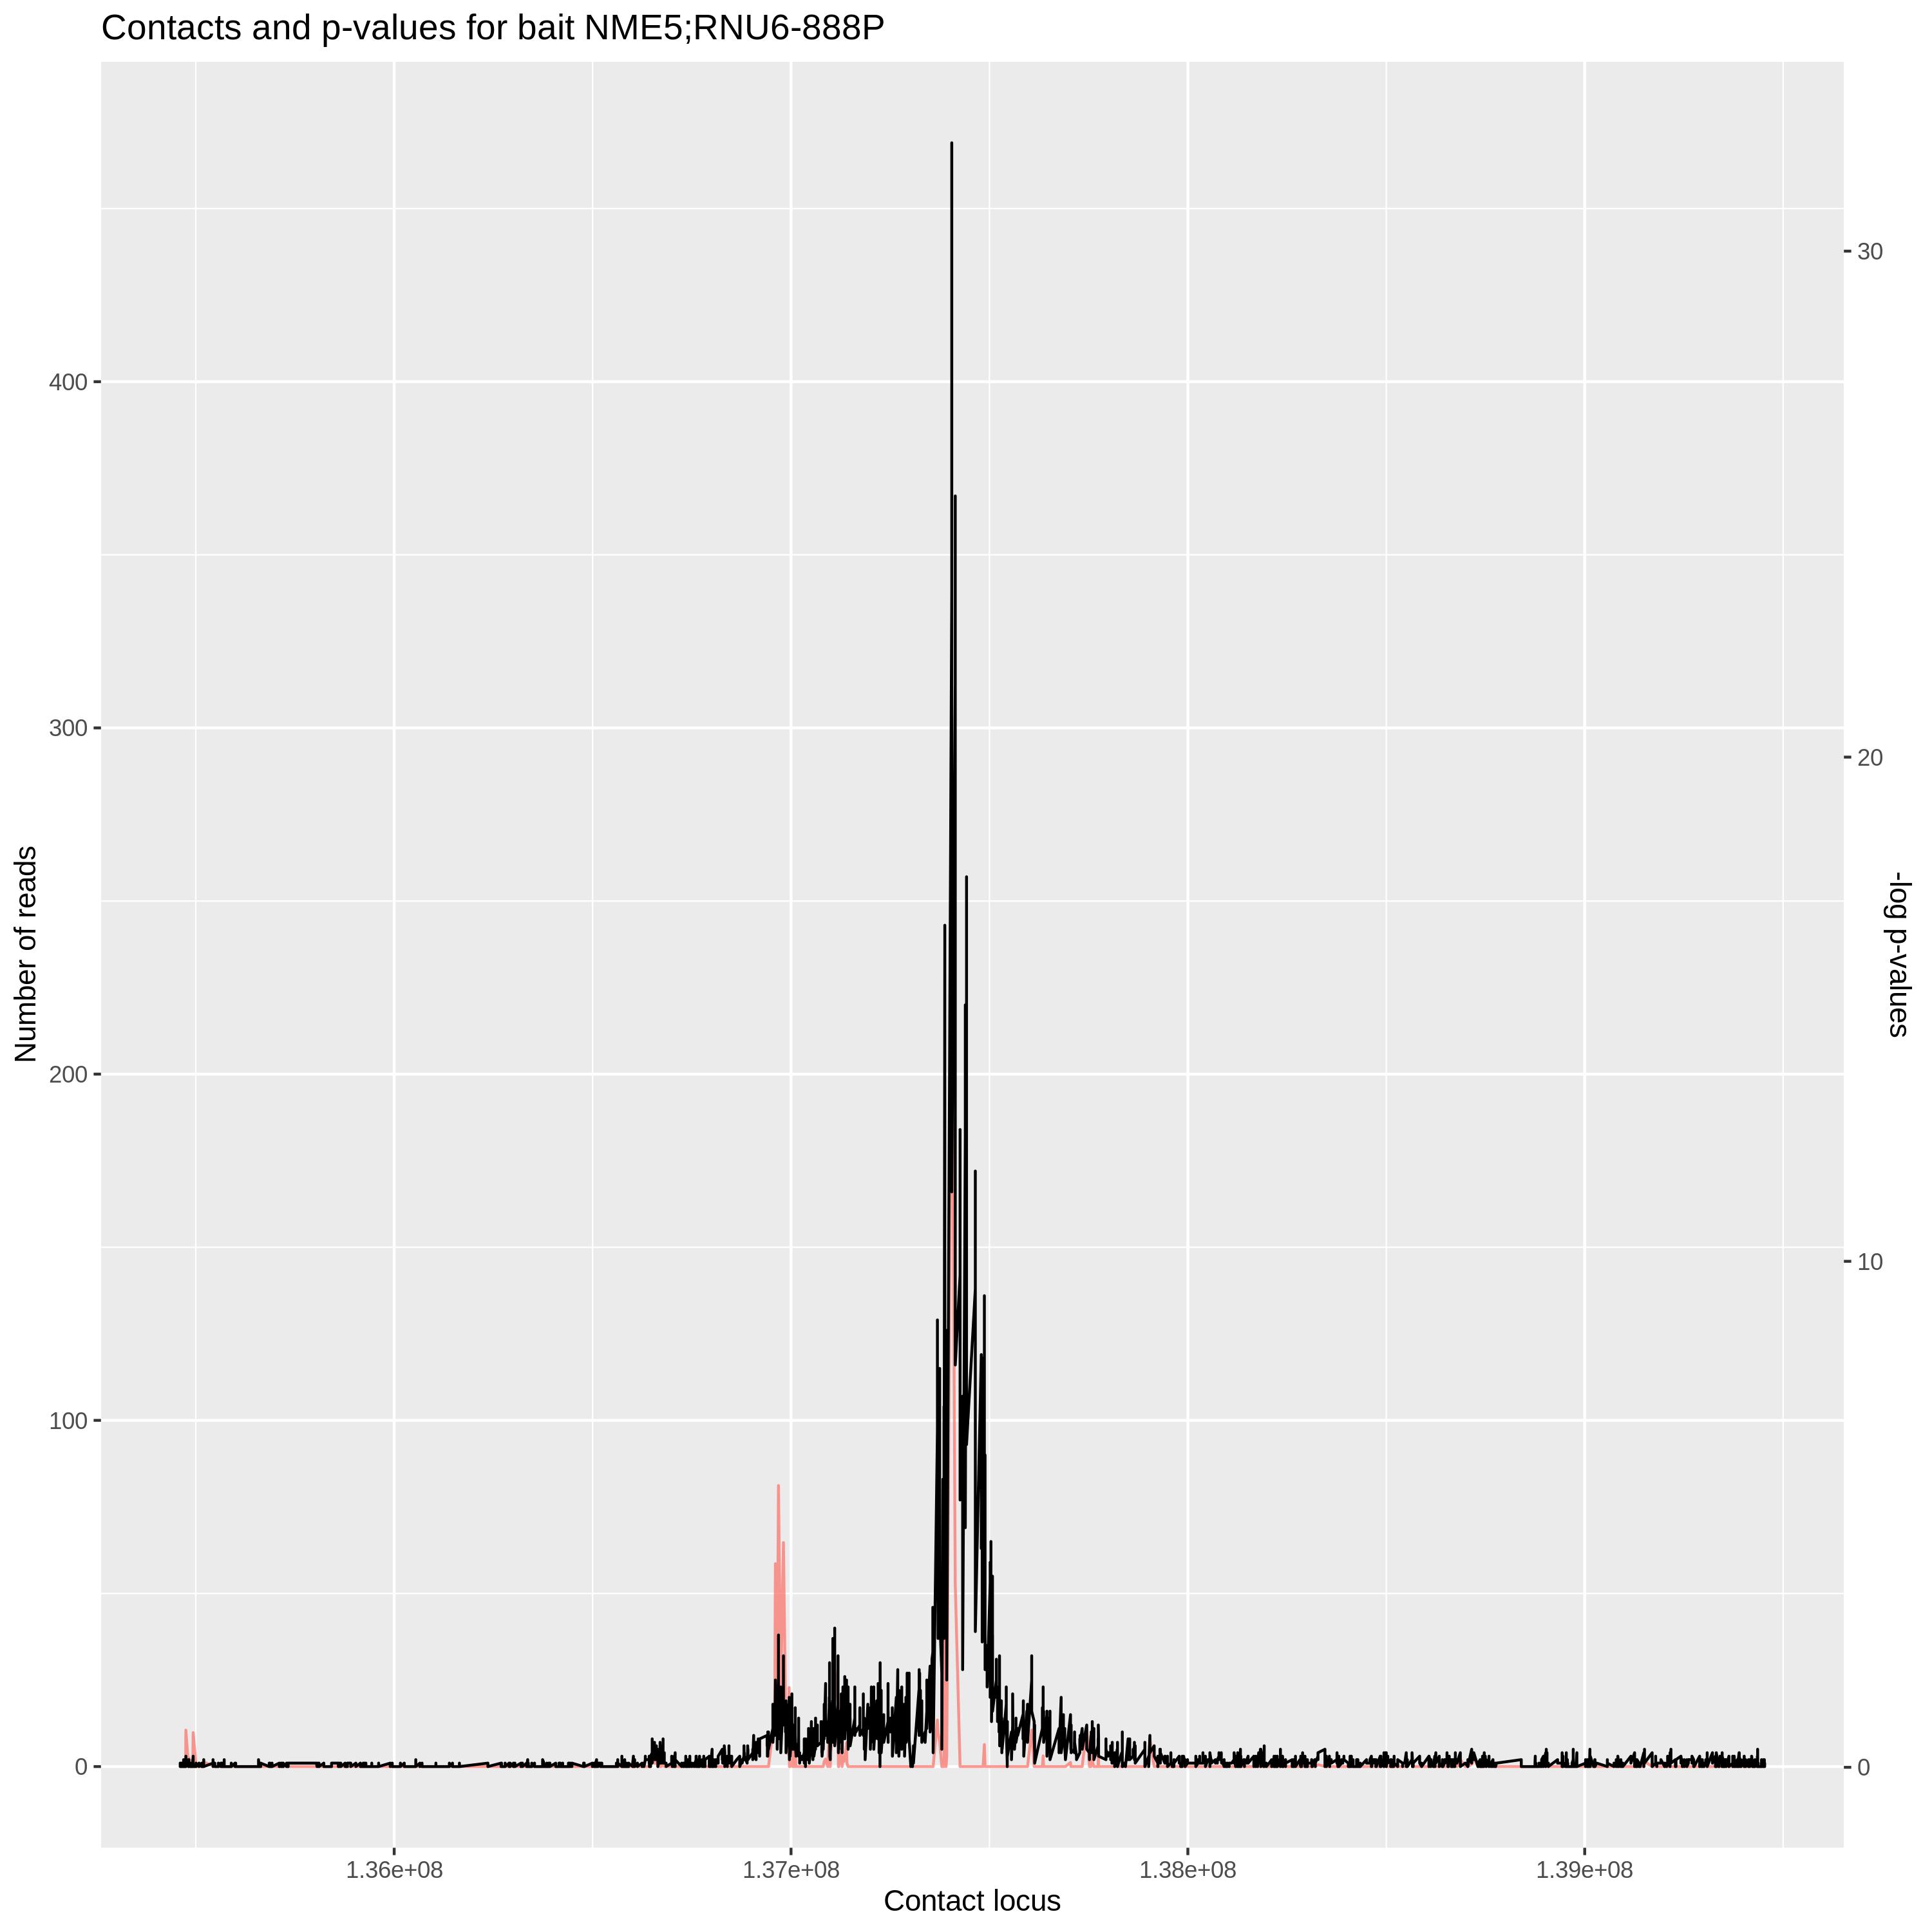 Contacts and p-values for bait NME5;RNU6-888P
Number of reads
400
300
200
100
0
30
20
10
0
-log p-values
1.36e+08
1.37e+08
1.38e+08
1.39e+08
Contact locus